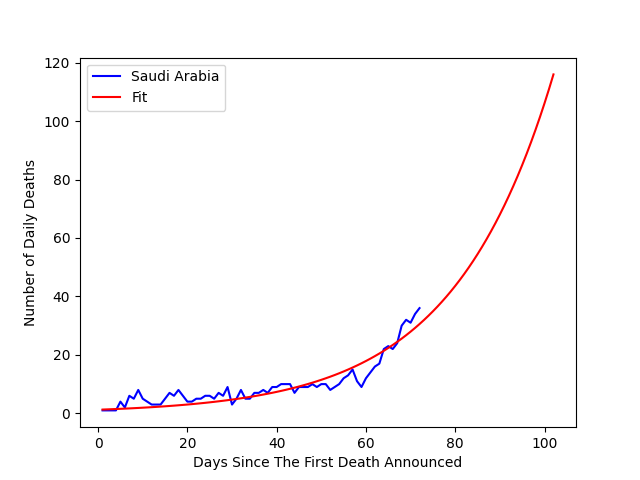 Saudi Arabia
Fit
120
100
80
60
40
20
0
Number of Daily Deaths
0 20 40 60 80 100
Days Since The First Death Announced